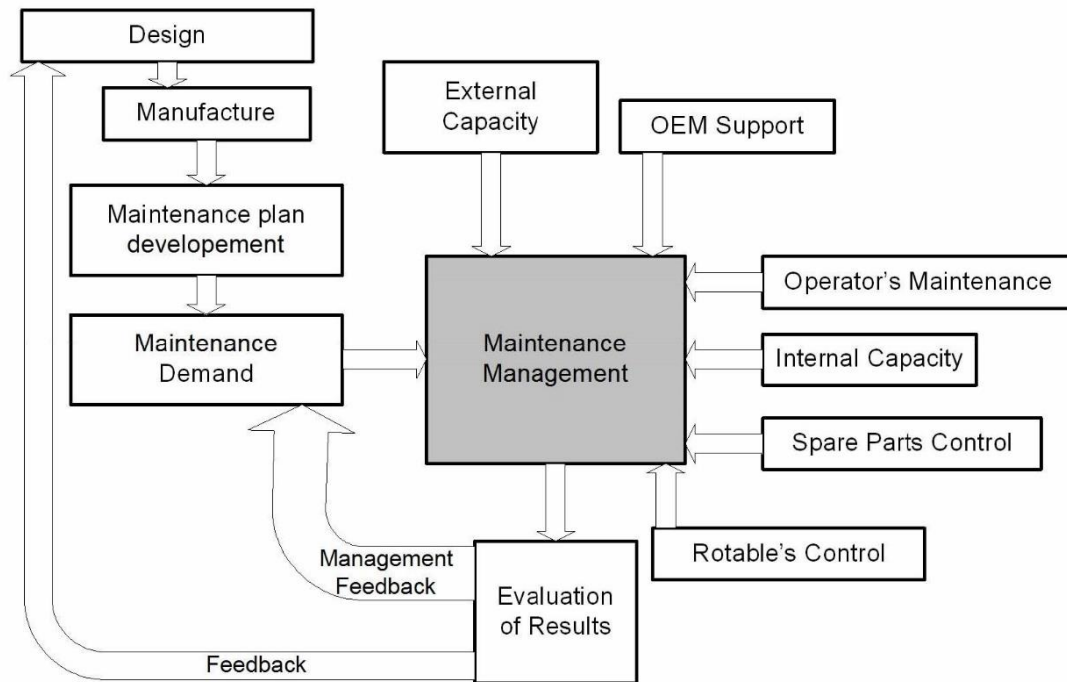 Design
Manufacture
Maintenance plan
developement
Maintenance
Demand
External
Capacity
OEM Support
Maintenance
Management
Operator's Maintenance
Internal Capacity
Spare Parts Control
Rotable's Control
Management
Feedback
Evaluation
of Results
Feedback